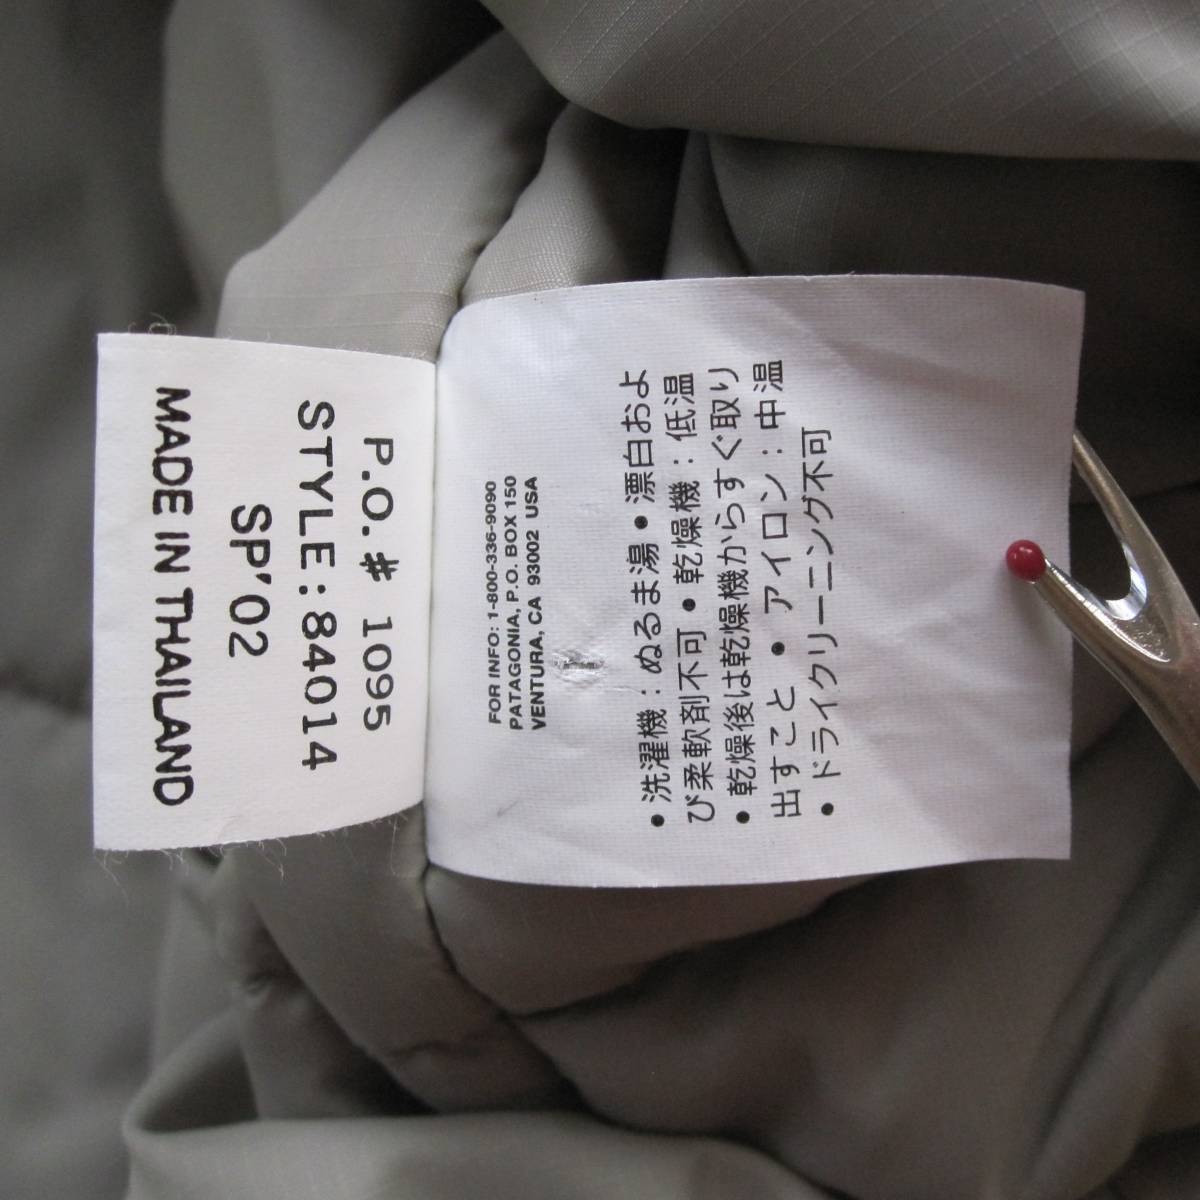 P.O.# 1095
STYLE:84014
SP'02
MADE IN THAILAND
FOR INFO: 1-800-336-9090
PATAGONIA, P.O. BOX 150
VENTURA, CA 93002 USA
• 洗濯機：ぬるま湯 • 漂白およ
び柔軟剤不可 • 乾燥機：低温
• 乾燥後は乾燥機からすぐ取り
出すこと • アイロン：中温
• ドライクリーニング不可